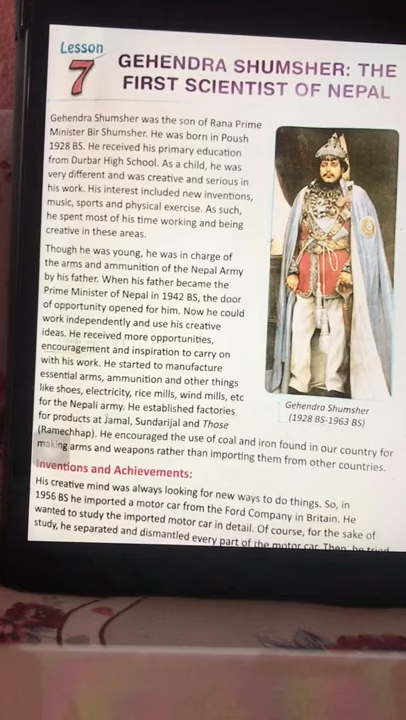 Lesson
7
GEHENDRA SHUMSHER: THE
FIRST SCIENTIST OF NEPAL
Gehendra Shumsher was the son of Rana Prime
Minister Bir Shumsher. He was born in Poush
1928 BS. He received his primary education
from Durbar High School. As a child, he was
very different and was creative and serious in
his work. His interest included new inventions,
music, sports and physical exercise. As such,
he spent most of his time working and being
creative in these areas.
Though he was young, he was in charge of
the arms and ammunition of the Nepal Army
by his father. When his father became the
Prime Minister of Nepal in 1942 BS, the door
of opportunity opened for him. Now he could
work independently and use his creative
ideas. He received more opportunities,
encouragement and inspiration to carry on
with his work. He started to manufacture
essential arms, ammunition and other things
like shoes, electricity, rice mills, wind mills, etc
for the Nepali army. He established factories
for products at Jamal, Sundarijal and Those
(Ramechhap). He encouraged the use of coal and iron found in our country for
making arms and weapons rather than importing them from other countries.
Gehendra Shumsher
(1928 BS-1963 BS)
Inventions and Achievements:
His creative mind was always looking for new ways to do things. So, in
1956 BS he imported a motor car from the Ford Company in Britain. He
wanted to study the imported motor car in detail. Of course, for the sake of
study, he separated and dismantled every part of the motor car. Then, he tried